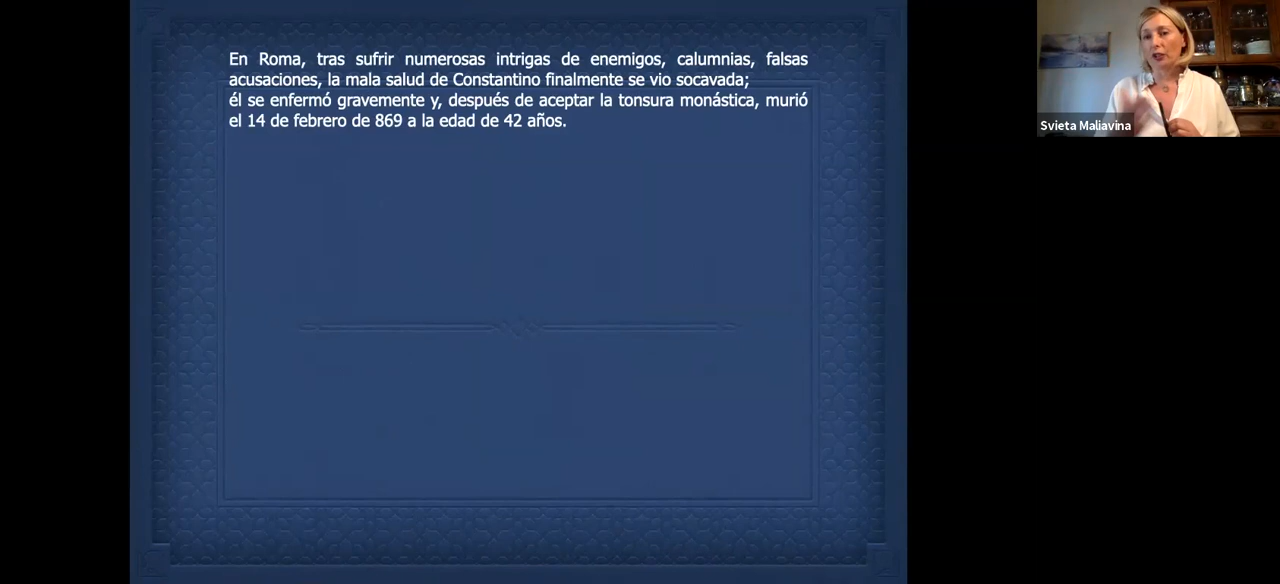 En Roma, tras sufrir numerosas intrigas de enemigos, calumnias, falsas
acusaciones, la mala salud de Constantino finalmente se vio socavada;
él se enfermó gravemente y, después de aceptar la tonsura monástica, murió
el 14 de febrero de 869 a la edad de 42 años.
Svieta Maliavina